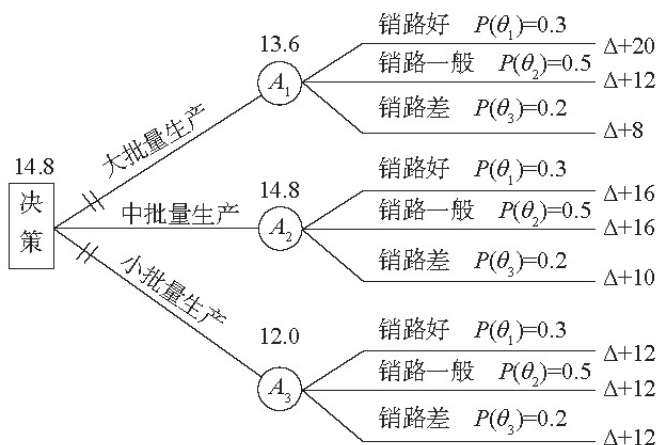 13.6
销路好 P(θ₁)=0.3 Δ+20
A₁ 销路一般 P(θ₂)=0.5 Δ+12
销路差 P(θ₃)=0.2 Δ+8
大批量生产
14.8
决策
14.8
销路好 P(θ₁)=0.3 Δ+16
中批量生产 A₂ 销路一般 P(θ₂)=0.5 Δ+16
销路差 P(θ₃)=0.2 Δ+10
小批量生产
12.0
销路好 P(θ₁)=0.3 Δ+12
A₃ 销路一般 P(θ₂)=0.5 Δ+12
销路差 P(θ₃)=0.2 Δ+12